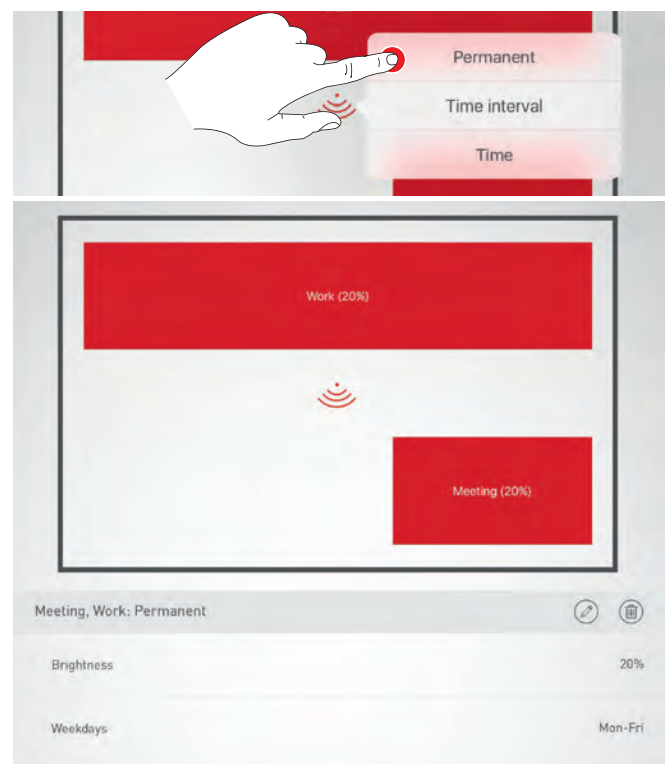 Permanent
Time interval
Time
Work (20%)
Meeting (20%)
Meeting, Work: Permanent
Brightness 20%
Weekdays Mon-Fri